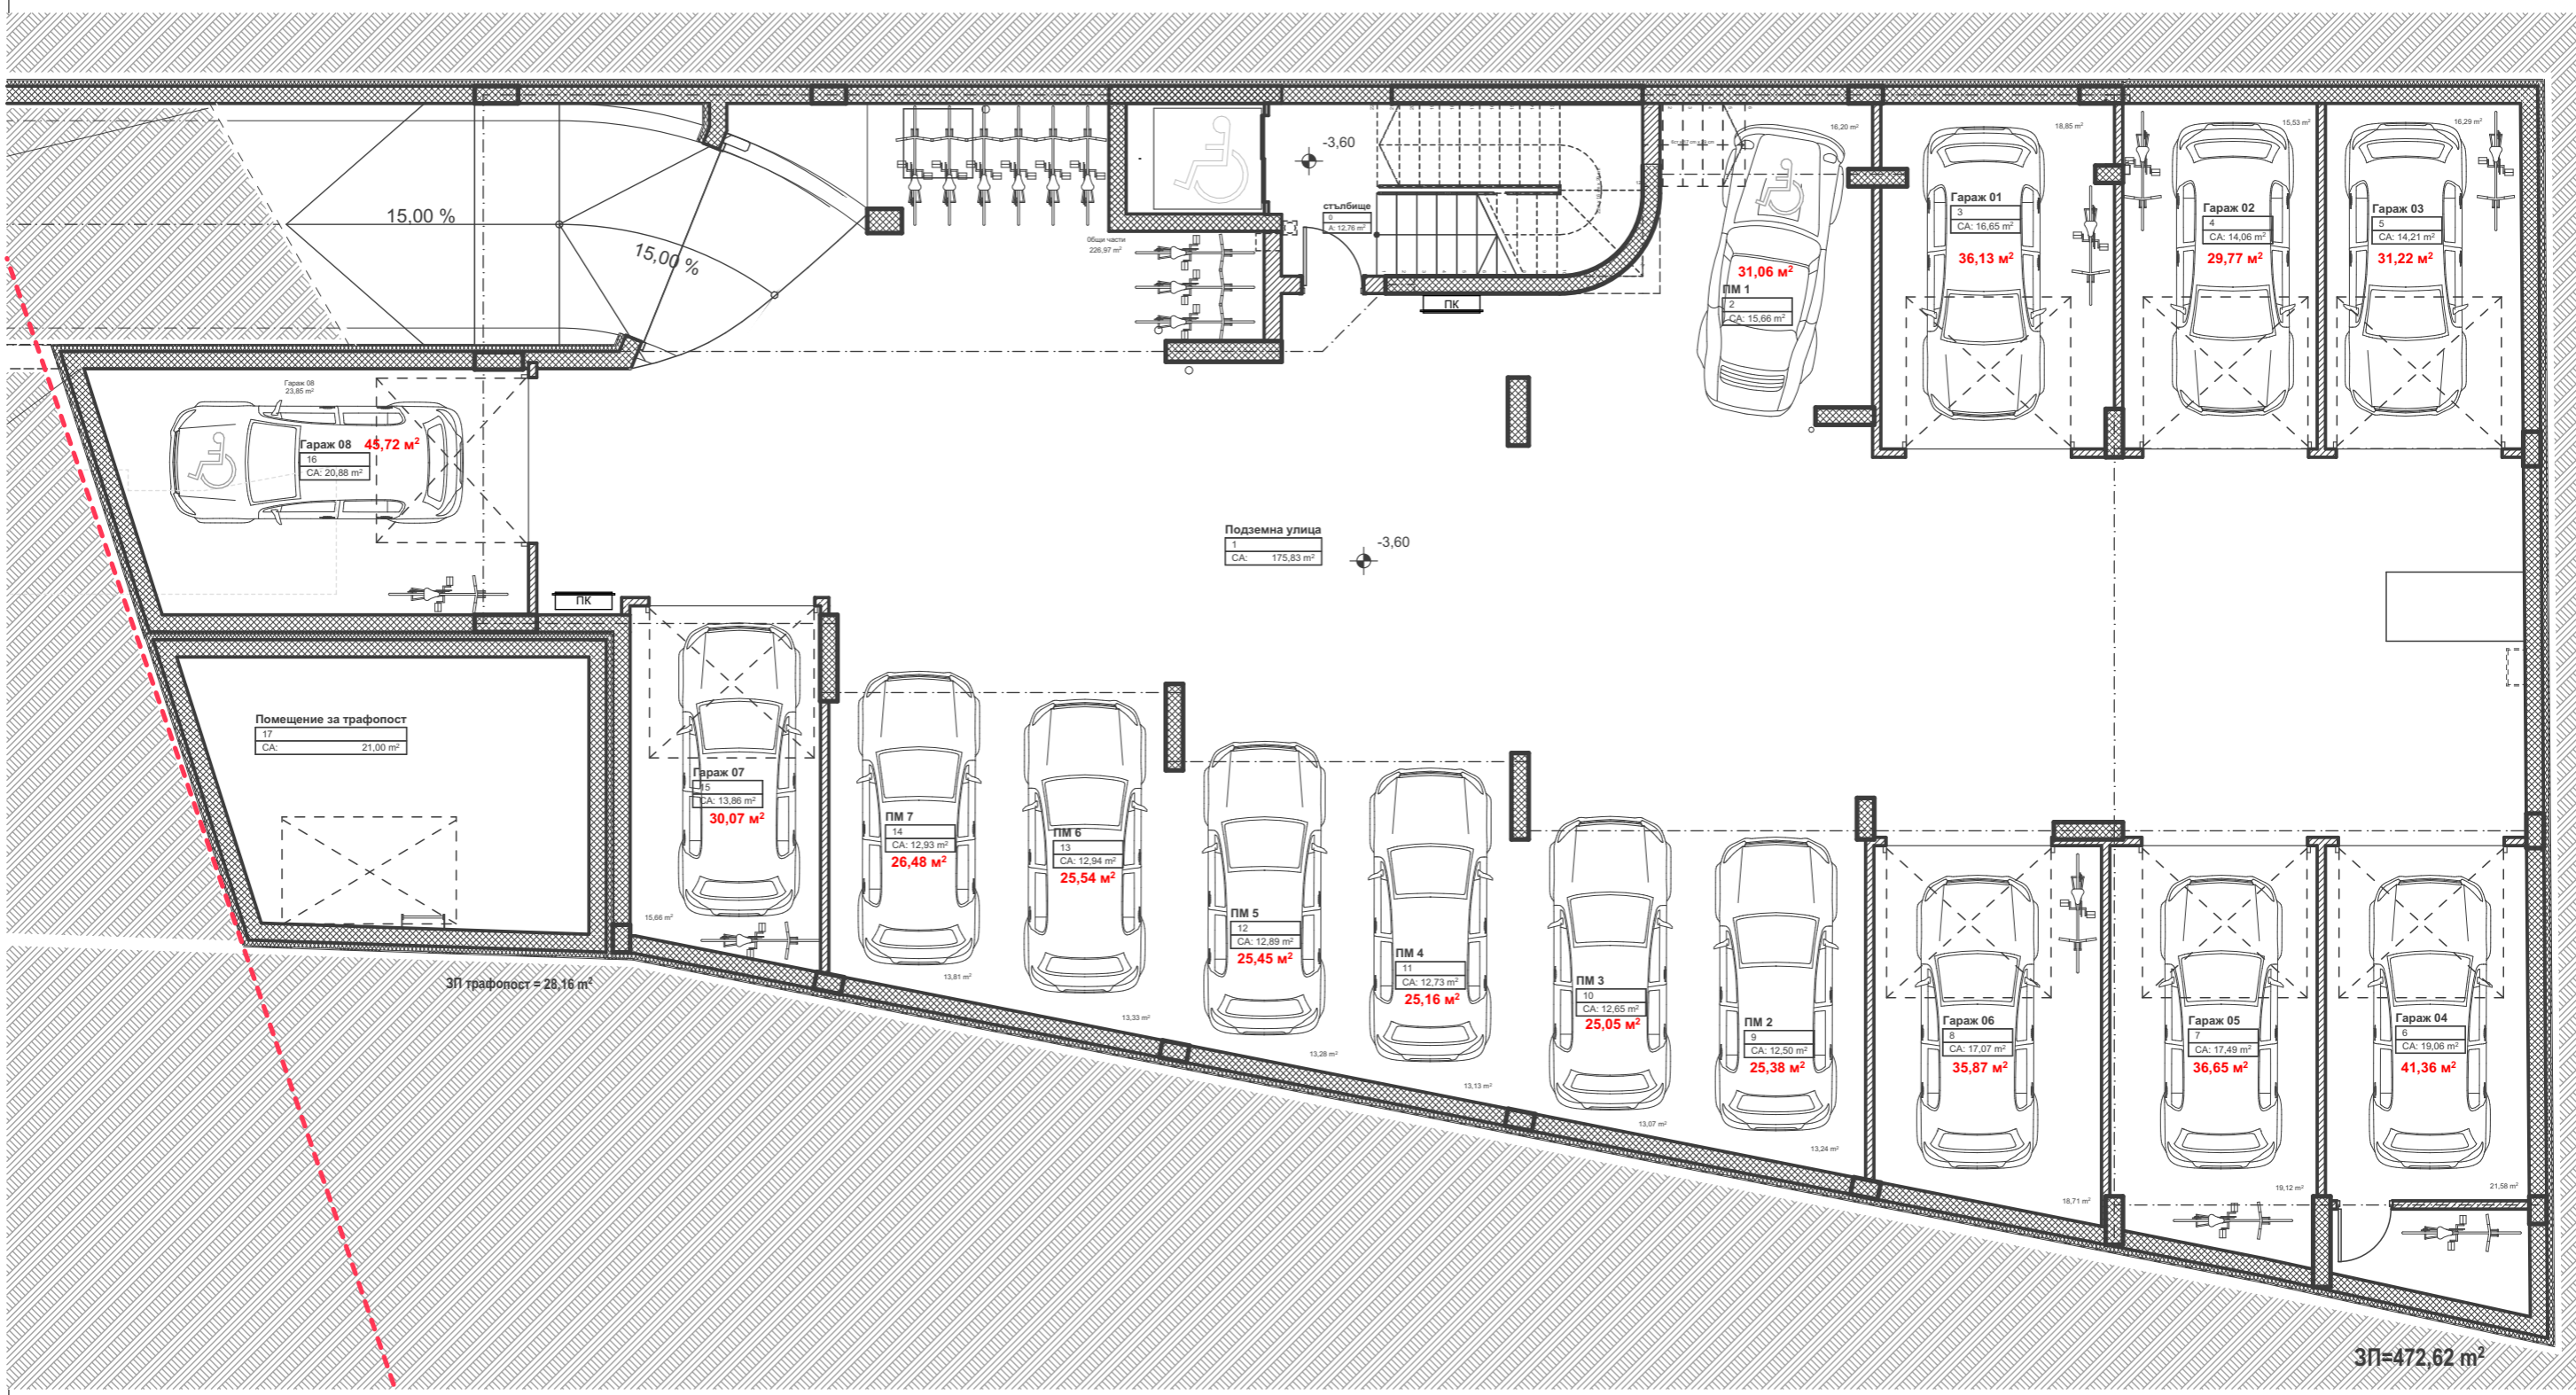 15,00 %
15,00 %
Общи части
226,97 m²
-3,60
стълбище
0
A: 12,76 m²
ПК
16,20 m²
31,06 м²
ПМ 1
2
СА: 15,66 m²
18,85 m²
Гараж 01
3
СА: 16,65 m²
36,13 м²
15,53 m²
Гараж 02
4
СА: 14,06 m²
29,77 м²
16,29 m²
Гараж 03
5
СА: 14,21 m²
31,22 м²
Гараж 08
23,85 m²
Гараж 08 45,72 м²
16
СА: 20,88 m²
Подземна улица
1
СА: 175,83 m²
-3,60
ПК
Помещение за трафопост
17
СА: 21,00 m²
ЗП трафопост = 28,16 m²
Гараж 07
15
СА: 13,86 m²
30,07 м²
15,66 m²
ПМ 7
14
СА: 12,93 m²
26,48 м²
13,81 m²
ПМ 6
13
СА: 12,94 m²
25,54 м²
13,33 m²
ПМ 5
12
СА: 12,89 m²
25,45 м²
13,28 m²
ПМ 4
11
СА: 12,73 m²
25,16 м²
13,13 m²
ПМ 3
10
СА: 12,65 m²
25,05 м²
13,07 m²
ПМ 2
9
СА: 12,50 m²
25,38 м²
13,24 m²
Гараж 06
8
СА: 17,07 m²
35,87 м²
18,71 m²
Гараж 05
7
СА: 17,49 m²
36,65 м²
19,12 m²
Гараж 04
6
СА: 19,06 m²
41,36 м²
21,58 m²
ЗП=472,62 m²